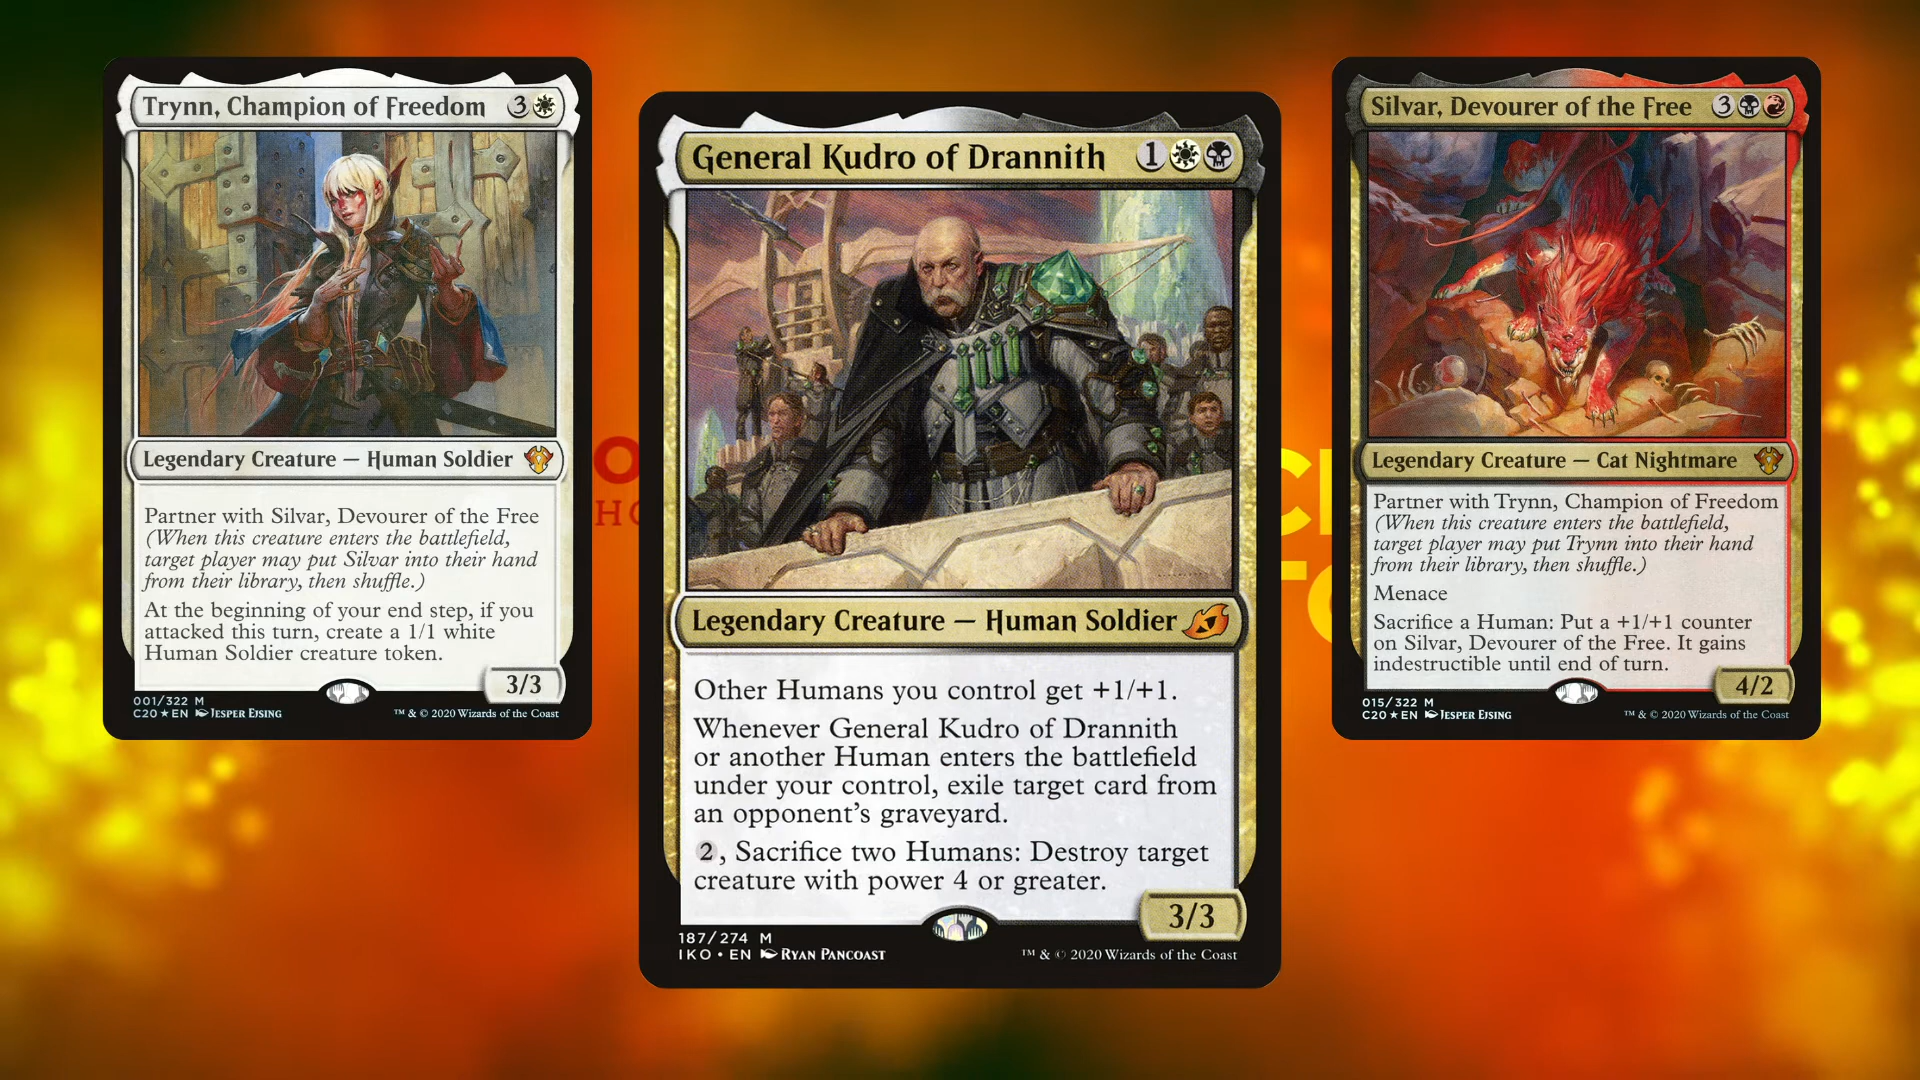 Trynn, Champion of Freedom 3
Legendary Creature — Human Soldier
Partner with Silvar, Devourer of the Free
(When this creature enters the battlefield,
target player may put Silvar into their hand
from their library, then shuffle.)
At the beginning of your end step, if you
attacked this turn, create a 1/1 white
Human Soldier creature token.
3/3
001/322 M
C20 ★ EN Jesper Ejsing
™ & © 2020 Wizards of the Coast
General Kudro of Drannith 1
Legendary Creature — Human Soldier
Other Humans you control get +1/+1.
Whenever General Kudro of Drannith
or another Human enters the battlefield
under your control, exile target card from
an opponent's graveyard.
2, Sacrifice two Humans: Destroy target
creature with power 4 or greater.
3/3
187/274 M
IKO • EN Ryan Pancoast
™ & © 2020 Wizards of the Coast
Silvar, Devourer of the Free 3
Legendary Creature — Cat Nightmare
Partner with Trynn, Champion of Freedom
(When this creature enters the battlefield,
target player may put Trynn into their hand
from their library, then shuffle.)
Menace
Sacrifice a Human: Put a +1/+1 counter
on Silvar, Devourer of the Free. It gains
indestructible until end of turn.
4/2
015/322 M
C20 ★ EN Jesper Ejsing
™ & © 2020 Wizards of the Coast